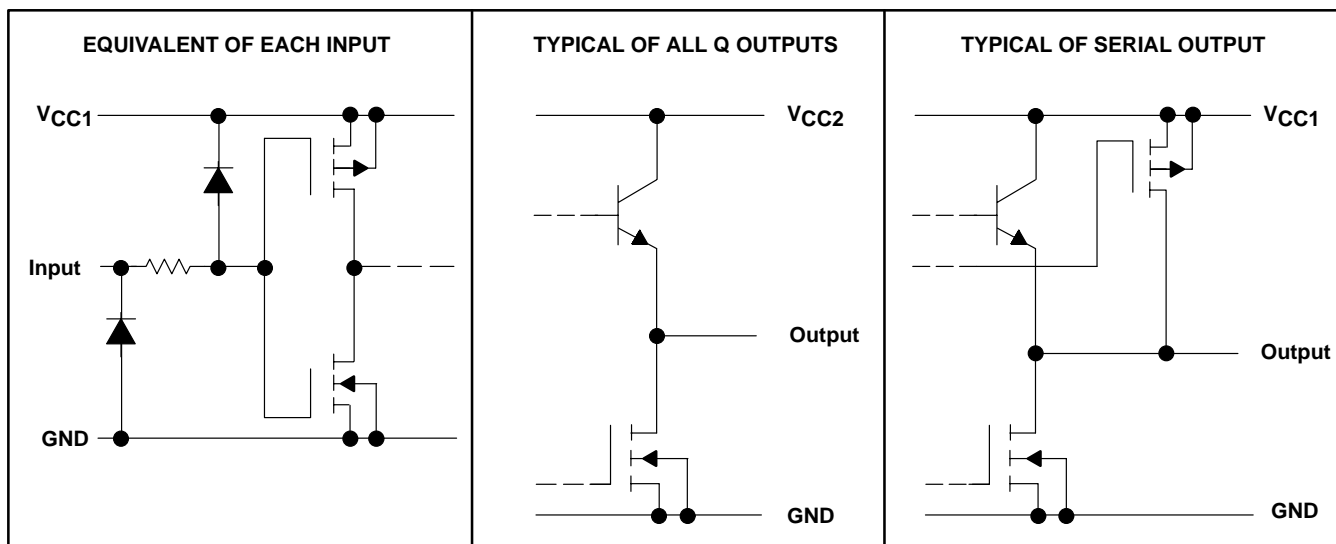 EQUIVALENT OF EACH INPUT
VCC1
Input
GND
TYPICAL OF ALL Q OUTPUTS
VCC2
Output
GND
TYPICAL OF SERIAL OUTPUT
VCC1
Output
GND